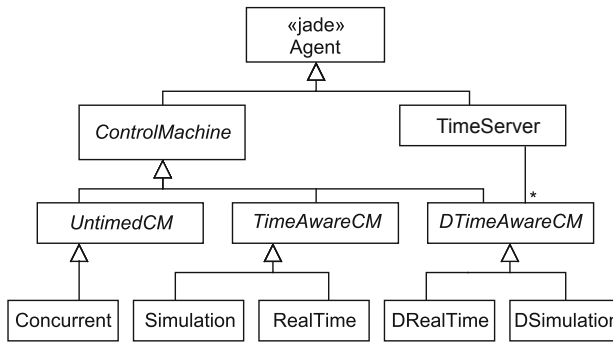 «jade»
Agent
ControlMachine
TimeServer
*
UntimedCM
TimeAwareCM
DTimeAwareCM
Concurrent
Simulation
RealTime
DRealTime
DSimulation